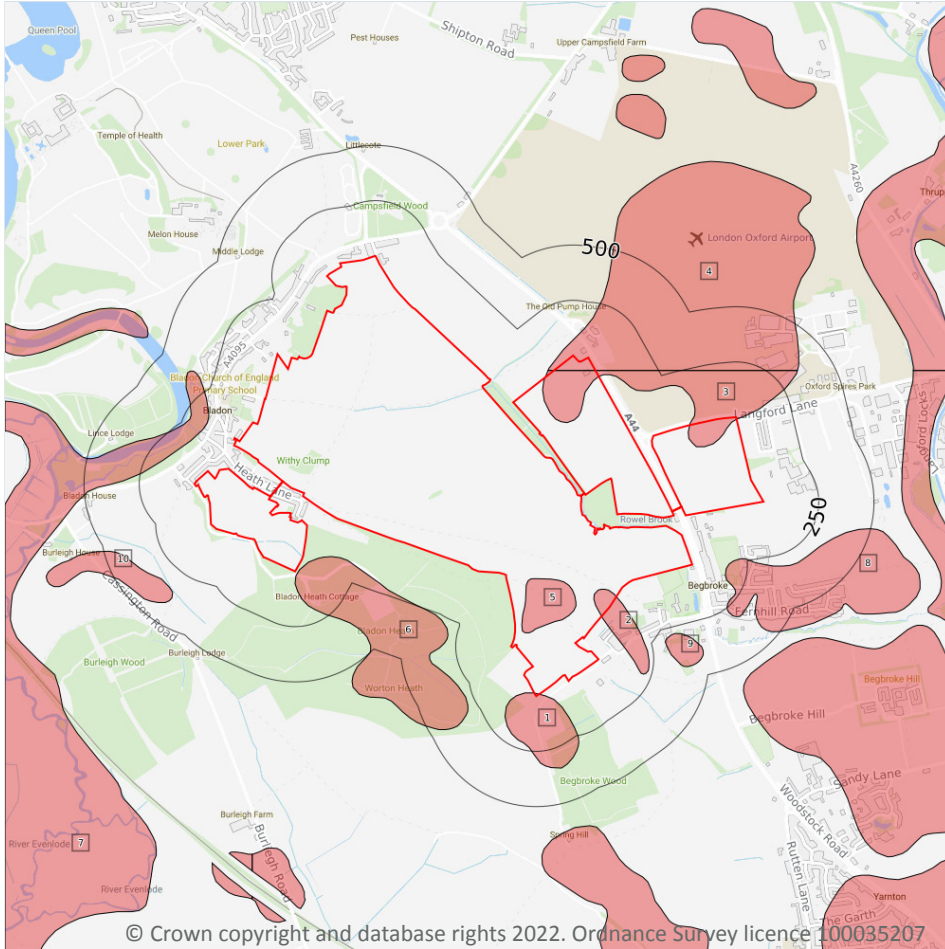 Queen Pool
Pest Houses
Shipton Road
Upper Campsfield Farm
Temple of Health
Lower Park
Littlecote
A4260
Thrupp
Campsfield Wood
Melon House
Middle Lodge
500
London Oxford Airport
4
The Old Pump House
A4095
Bladon Church of England
Primary School
Bladon
3
Oxford Spires Park
Langford Lane
A44
Lince Lodge
Withy Clump
Heath Lane
Bladon House
Rowel Brook
250
Burleigh House
10
Cassington Road
Begbroke
8
Bladon Heath Cottage
5
Fernhill Road
2
6
Bladon Heath
9
Burleigh Lodge
Burleigh Wood
Worton Heath
Begbroke Hill
1
Begbroke Hill
Begbroke Wood
Sandy Lane
Woodstock Road
Burleigh Farm
Spring Hill
7
River Evenlode
Burleigh Road
Rutten Lane
River Evenlode
Yarnton
The Garth
© Crown copyright and database rights 2022. Ordnance Survey licence 100035207